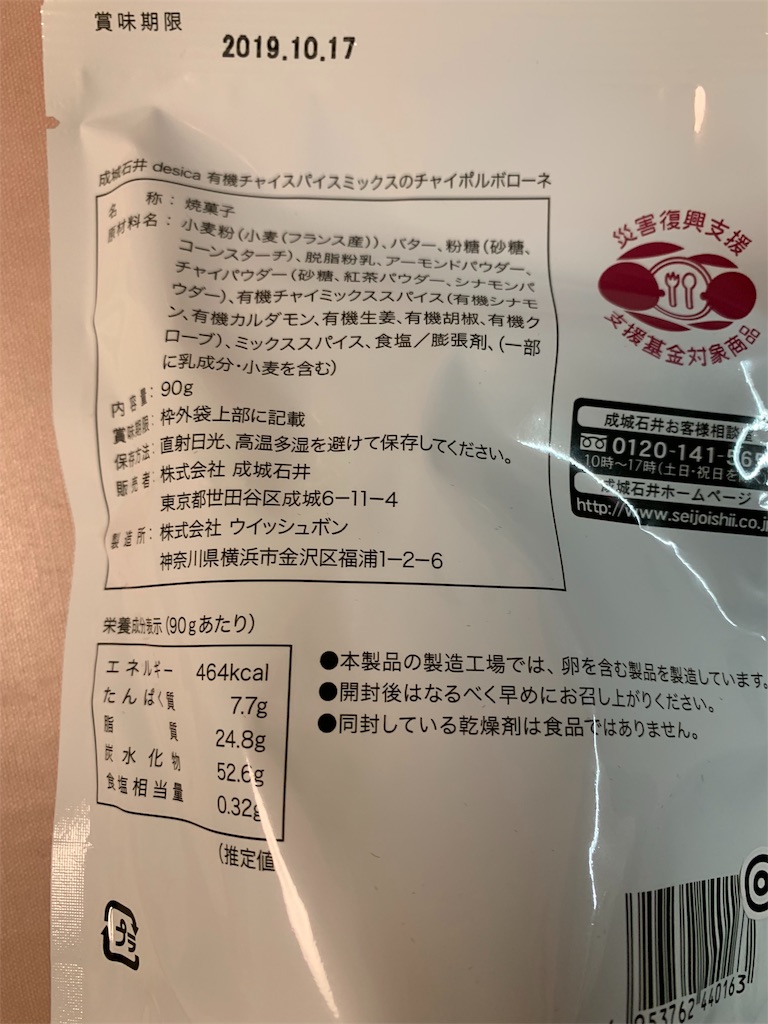 賞味期限
2019.10.17
成城石井 desica 有機チャイスパイスミックスのチャイポルボローネ
名 称：焼菓子
原材料名：小麦粉（小麦（フランス産））、バター、粉糖（砂糖、
コーンスターチ）、脱脂粉乳、アーモンドパウダー、
チャイパウダー（砂糖、紅茶パウダー、シナモンパ
ウダー）、有機チャイミックススパイス（有機シナモ
ン、有機カルダモン、有機生姜、有機胡椒、有機ク
ローブ）、ミックススパイス、食塩／膨張剤、（一部
に乳成分・小麦を含む）
内容量：90g
賞味期限：枠外袋上部に記載
保存方法：直射日光、高温多湿を避けて保存してください。
販売者：株式会社 成城石井
東京都世田谷区成城6－11－4
製造所：株式会社 ウイッシュボン
神奈川県横浜市金沢区福浦1－2－6
災害復興支援
支援基金対象商品
成城石井お客様相談室
0120-141-565
10時～17時（土日・祝日を
成城石井ホームページ
http://www.seijoishii.co.j
栄養成分表示（90gあたり）
エネルギー 464kcal
たんぱく質 7.7g
脂質 24.8g
炭水化物 52.6g
食塩相当量 0.32g
（推定値
●本製品の製造工場では、卵を含む製品を製造しています。
●開封後はなるべく早めにお召し上がりください。
●同封している乾燥剤は食品ではありません。
プラ
953762 440163